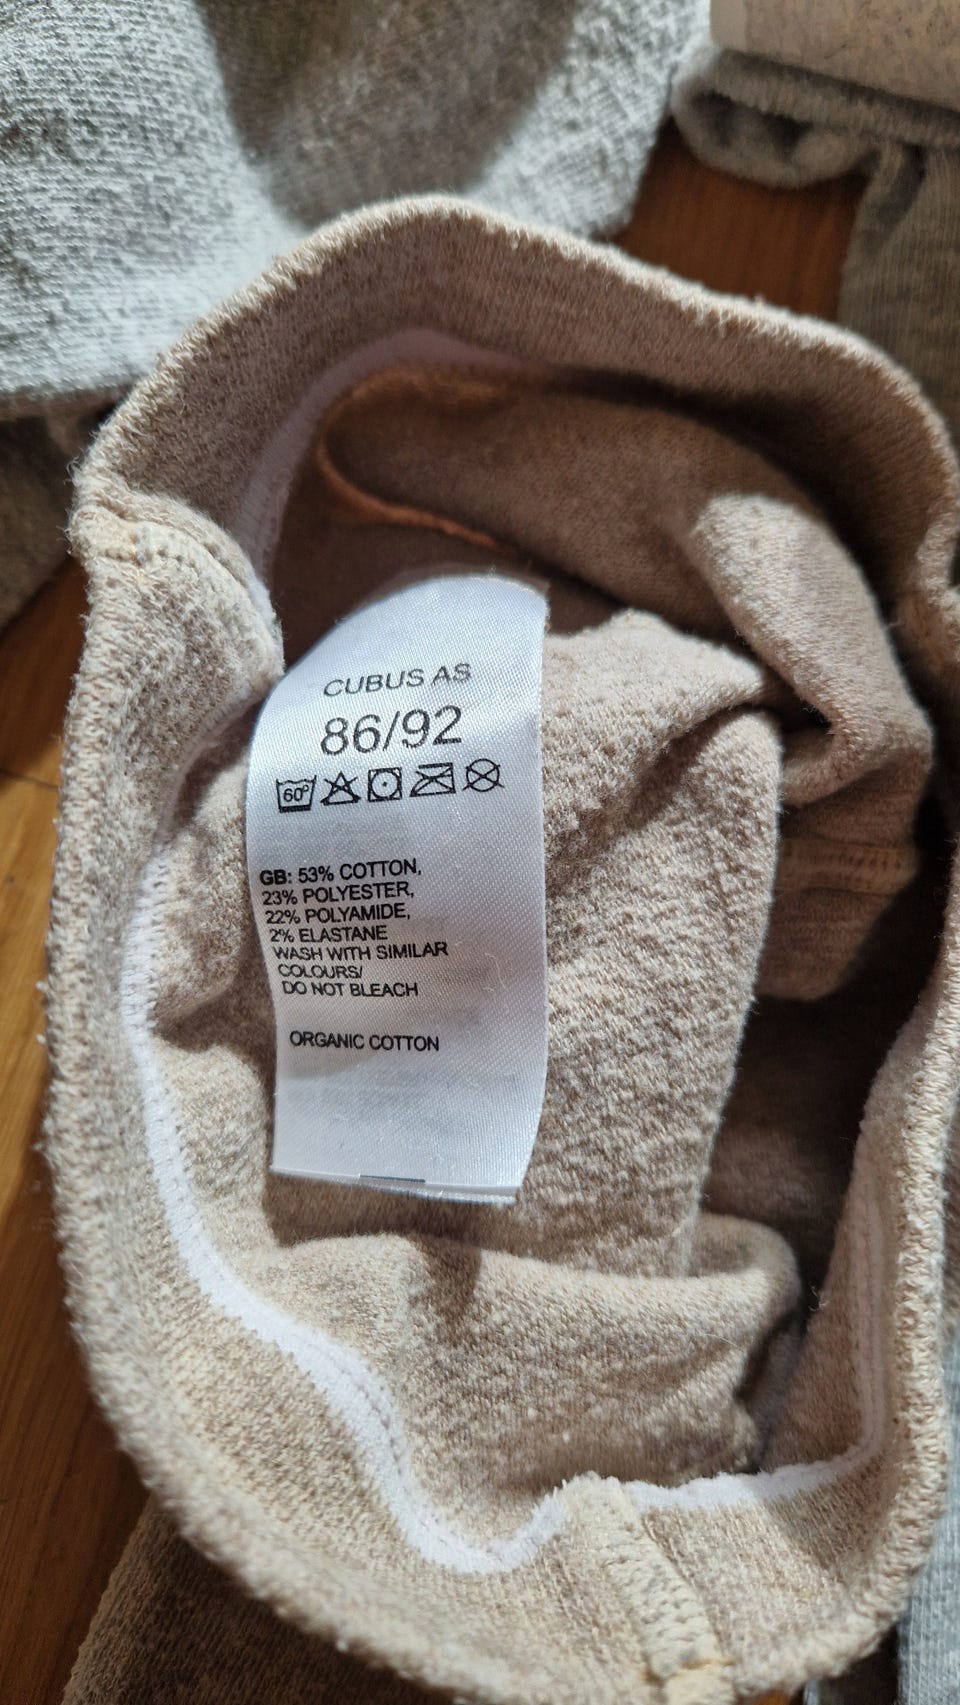 CUBUS AS
86/92
60°
GB: 53% COTTON,
23% POLYESTER,
22% POLYAMIDE,
2% ELASTANE
WASH WITH SIMILAR
COLOURS/
DO NOT BLEACH
ORGANIC COTTON